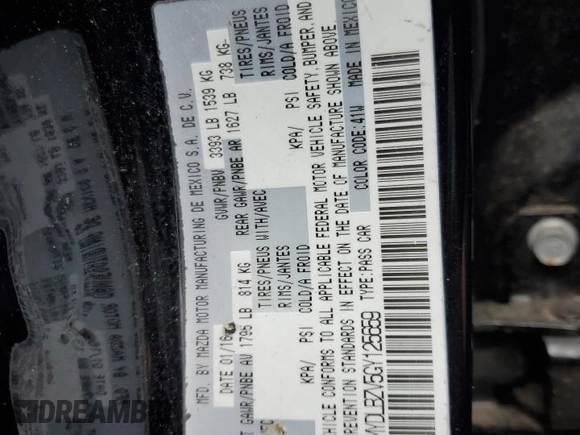 MFD. BY MAZDA MOTOR MANUFACTURING DE MEXICO S.A. DE C.V.
DATE 01/16 GVWR/PNBV 3393 LB 1539 KG
GAWR/PNBE AV 1795 LB 814 KG REAR GAWR/PNBE AR 1627 LB 738 KG
TIRES/PNEUS WITH/AVEC TIRES/PNEUS
RIMS/JANTES RIMS/JANTES
KPA/ PSI COLD/A FROID KPA/ PSI COLD/A FROID
VEHICLE CONFORMS TO ALL APPLICABLE FEDERAL MOTOR VEHICLE SAFETY, BUMPER, AND
STANDARDS IN EFFECT ON THE DATE OF MANUFACTURE SHOWN ABOVE
TYPE:PASS CAR COLOR CODE:41W MADE IN MEXICO
DLBZV5GY125559
DREAMBID